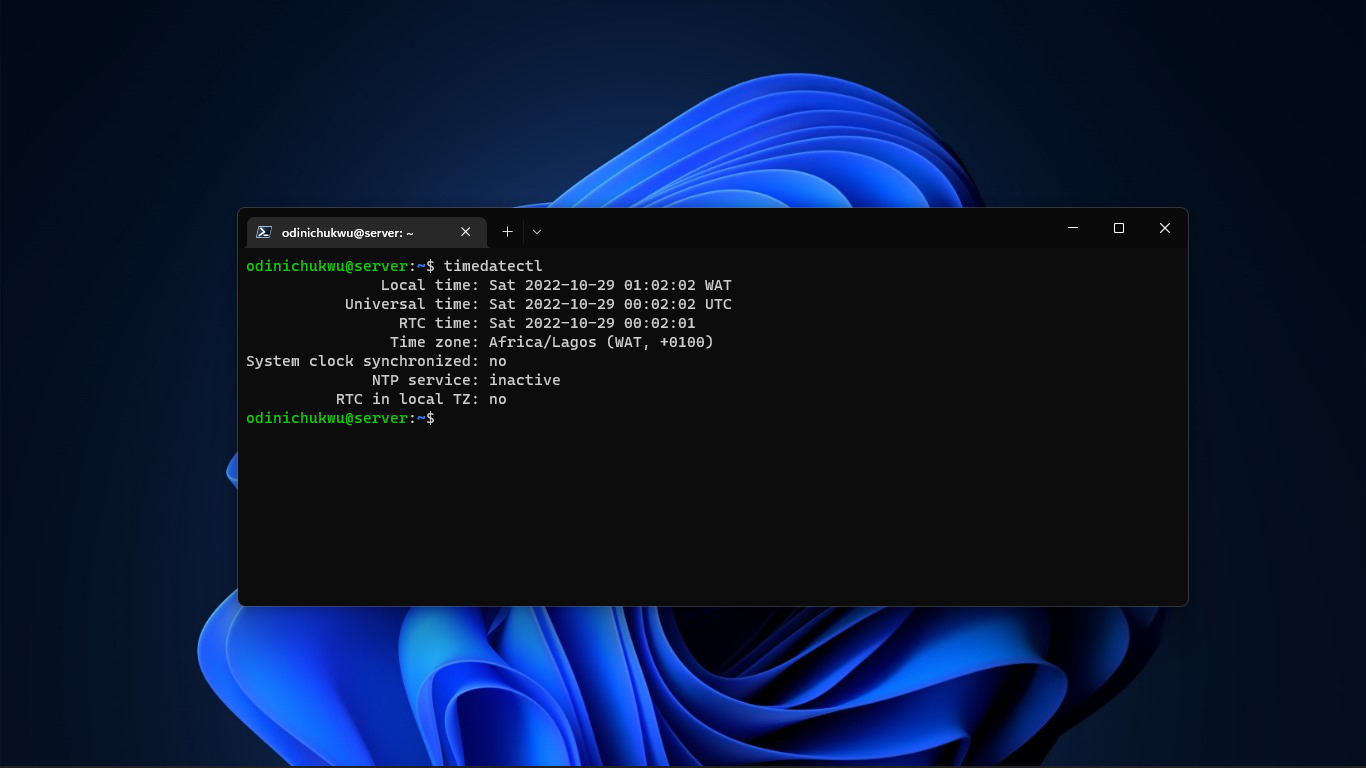 odinichukwu@server: ~
odinichukwu@server:~$ timedatectl
Local time: Sat 2022-10-29 01:02:02 WAT
Universal time: Sat 2022-10-29 00:02:02 UTC
RTC time: Sat 2022-10-29 00:02:01
Time zone: Africa/Lagos (WAT, +0100)
System clock synchronized: no
NTP service: inactive
RTC in local TZ: no
odinichukwu@server:~$